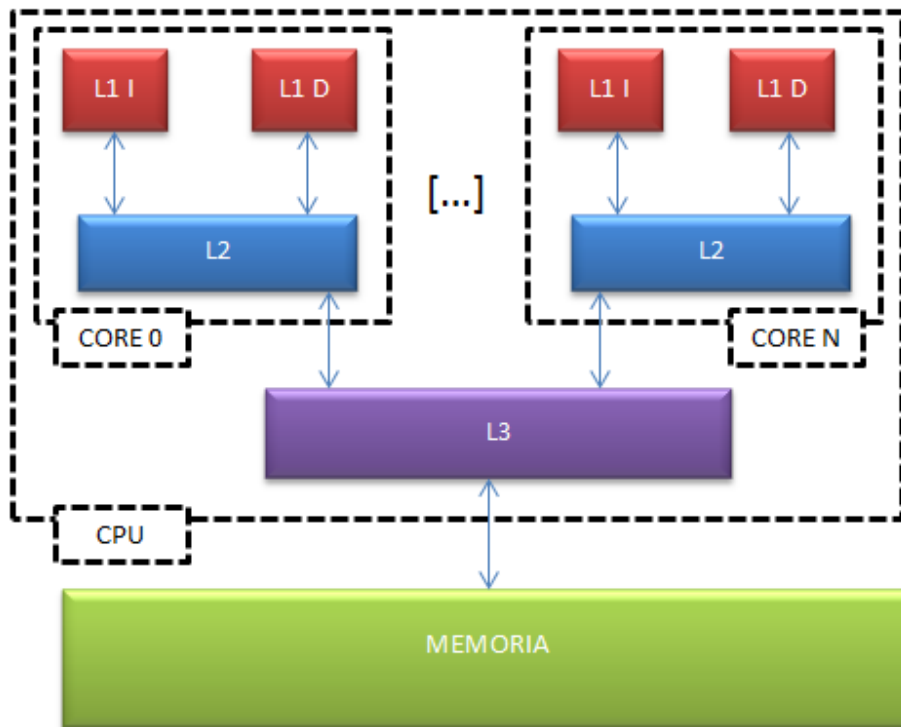 L1 I
L1 D
L1 I
L1 D
[...]
L2
L2
CORE 0
CORE N
L3
CPU
MEMORIA